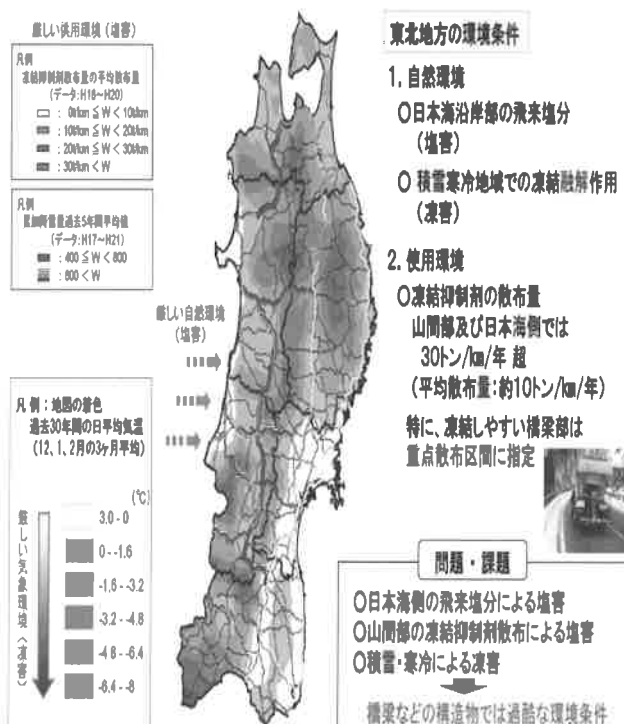 厳しい供用環境（塩害）
凡例
凍結抑制剤散布量の平均散布量
（データ:H18～H20）
: 0t/km ≦ W < 10t/km
: 10t/km ≦ W < 20t/km
: 20t/km ≦ W < 30t/km
: 30t/km < W
凡例
累加降雪量過去5年間平均値
（データ:H17～H21）
: 400 ≦ W < 800
: 800 < W
厳しい自然環境
（塩害）
凡 例：地図の着色
過去30年間の日平均気温
（12、1、2月の3ヶ月平均）
(℃)
3.0 - 0
0 - -1.6
-1.6 - -3.2
-3.2 - -4.8
-4.8 - -6.4
-6.4 - -8
厳しい気象環境（凍害）
東北地方の環境条件
1. 自然環境
〇日本海沿岸部の飛来塩分
（塩害）
〇 積雪寒冷地域での凍結融解作用
（凍害）
2. 使用環境
〇凍結抑制剤の散布量
山間部及び日本海側では
30トン/km/年 超
（平均散布量:約10トン/km/年）
特に、凍結しやすい橋梁部は
重点散布区間に指定
問題・課題
〇日本海側の飛来塩分による塩害
〇山間部の凍結抑制剤散布による塩害
〇積雪・寒冷による凍害
橋梁などの構造物では過酷な環境条件